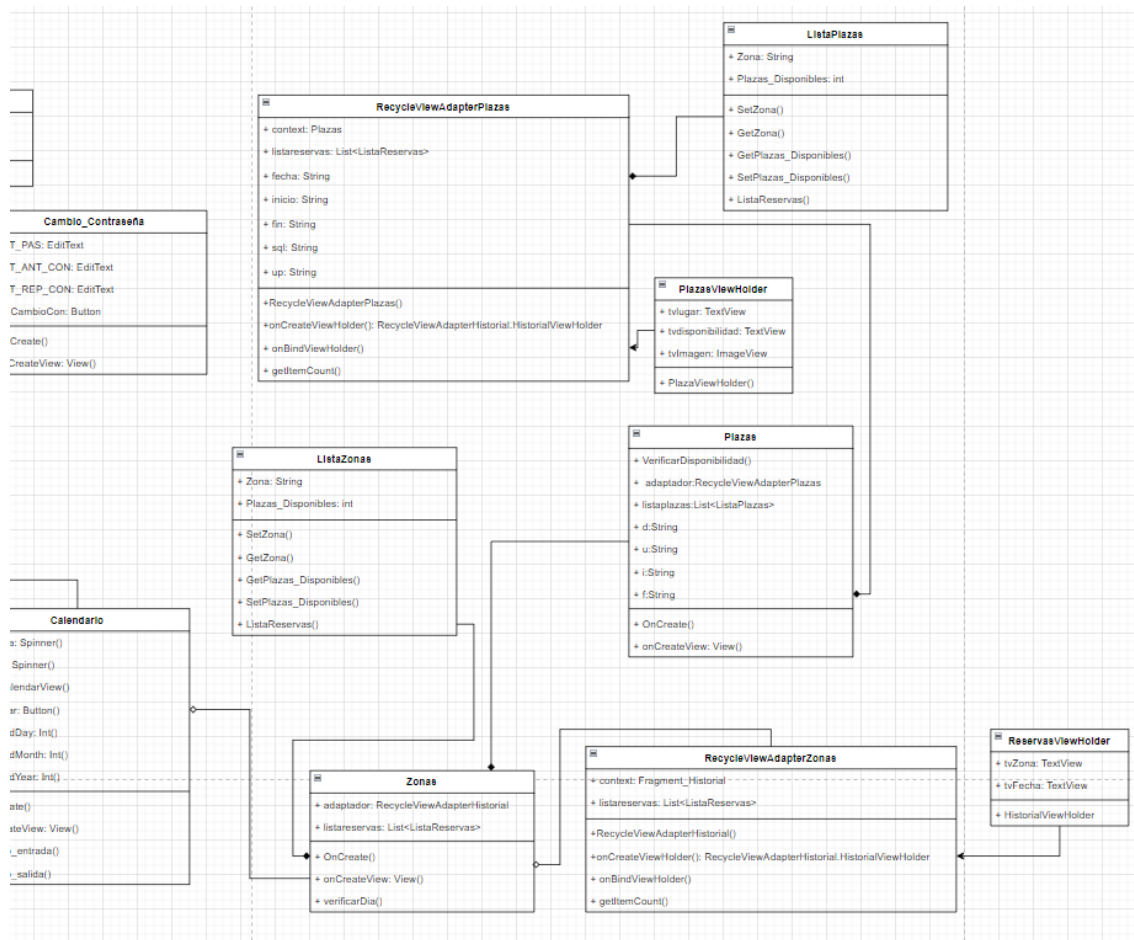 ListaPlazas
+ Zona: String
+ Plazas_Disponibles: int
+ SetZona()
+ GetZona()
+ GetPlazas_Disponibles()
+ SetPlazas_Disponibles()
+ ListaReservas()
RecycleViewAdapterPlazas
+ context: Plazas
+ listareservas: List<ListaReservas>
+ fecha: String
+ inicio: String
+ fin: String
+ sql: String
+ up: String
+RecycleViewAdapterPlazas()
+onCreateViewHolder(): RecycleViewAdapterHistorial.HistorialViewHolder
+ onBindViewHolder()
+ getItemCount()
Cambio_Contraseña
T_PAS: EditText
T_ANT_CON: EditText
T_REP_CON: EditText
CambioCon: Button
Create()
CreateView: View()
PlazasViewHolder
+ tvlugar: TextView
+ tvdisponibilidad: TextView
+ tvImagen: ImageView
+ PlazaViewHolder()
Plazas
+ VerificarDisponibilidad()
+ adaptador:RecycleViewAdapterPlazas
+ listaplazas:List<ListaPlazas>
+ d:String
+ u:String
+ i:String
+ f:String
+ OnCreate()
+ onCreateView: View()
ListaZonas
+ Zona: String
+ Plazas_Disponibles: int
+ SetZona()
+ GetZona()
+ GetPlazas_Disponibles()
+ SetPlazas_Disponibles()
+ ListaReservas()
Calendario
a: Spinner()
Spinner()
lendarView()
ar: Button()
dDay: Int()
dMonth: Int()
dYear: Int()
ate()
ateView: View()
o_entrada()
o_salida()
Zonas
+ adaptador: RecycleViewAdapterHistorial
+ listareservas: List<ListaReservas>
+ OnCreate()
+ onCreateView: View()
+ verificarDia()
RecycleViewAdapterZonas
+ context: Fragment_Historial
+ listareservas: List<ListaReservas>
+RecycleViewAdapterHistorial()
+onCreateViewHolder(): RecycleViewAdapterHistorial.HistorialViewHolder
+ onBindViewHolder()
+ getItemCount()
ReservasViewHolder
+ tvZona: TextView
+ tvFecha: TextView
+ HistorialViewHolder